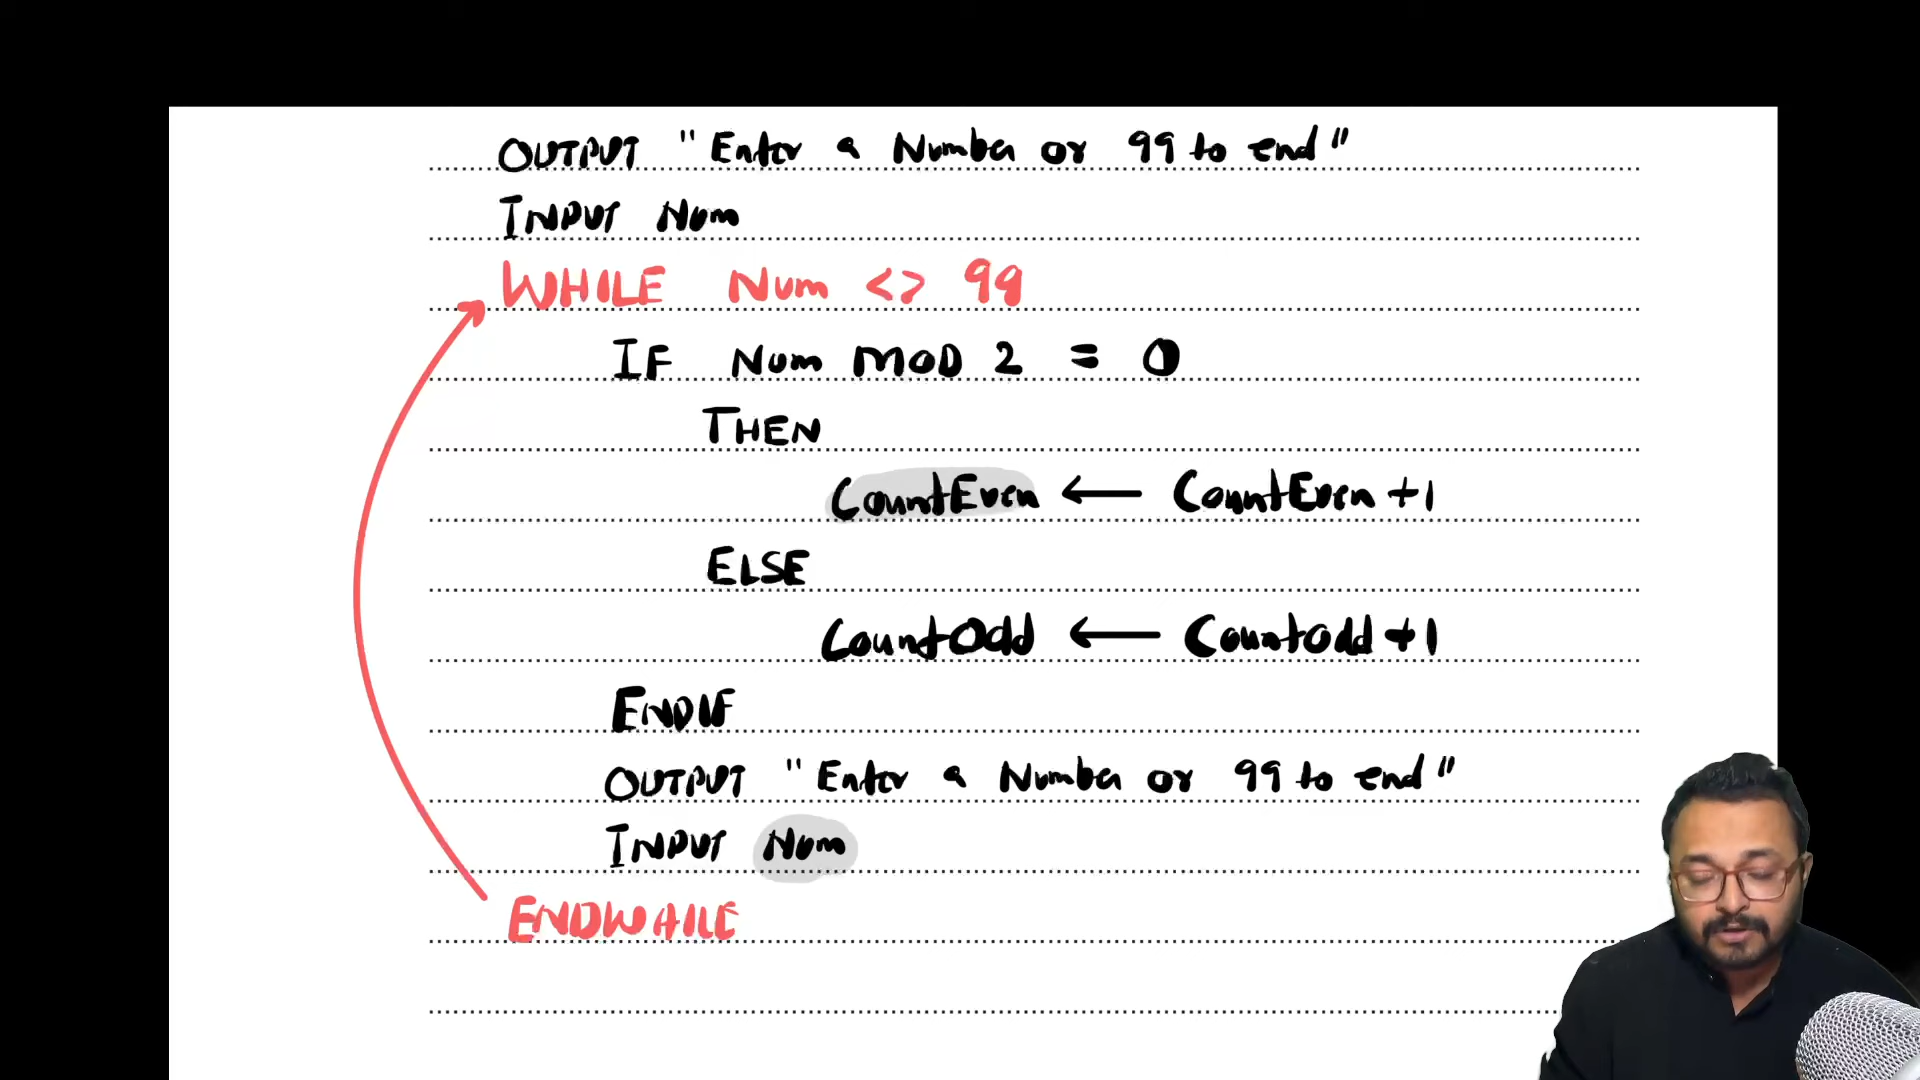 OUTPUT "Enter a Number or 99 to end"
INPUT Num
WHILE Num <> 99
IF Num MOD 2 = 0
THEN
CountEven ← CountEven + 1
ELSE
CountOdd ← CountOdd + 1
ENDIF
OUTPUT "Enter a Number or 99 to end"
INPUT Num
ENDWHILE